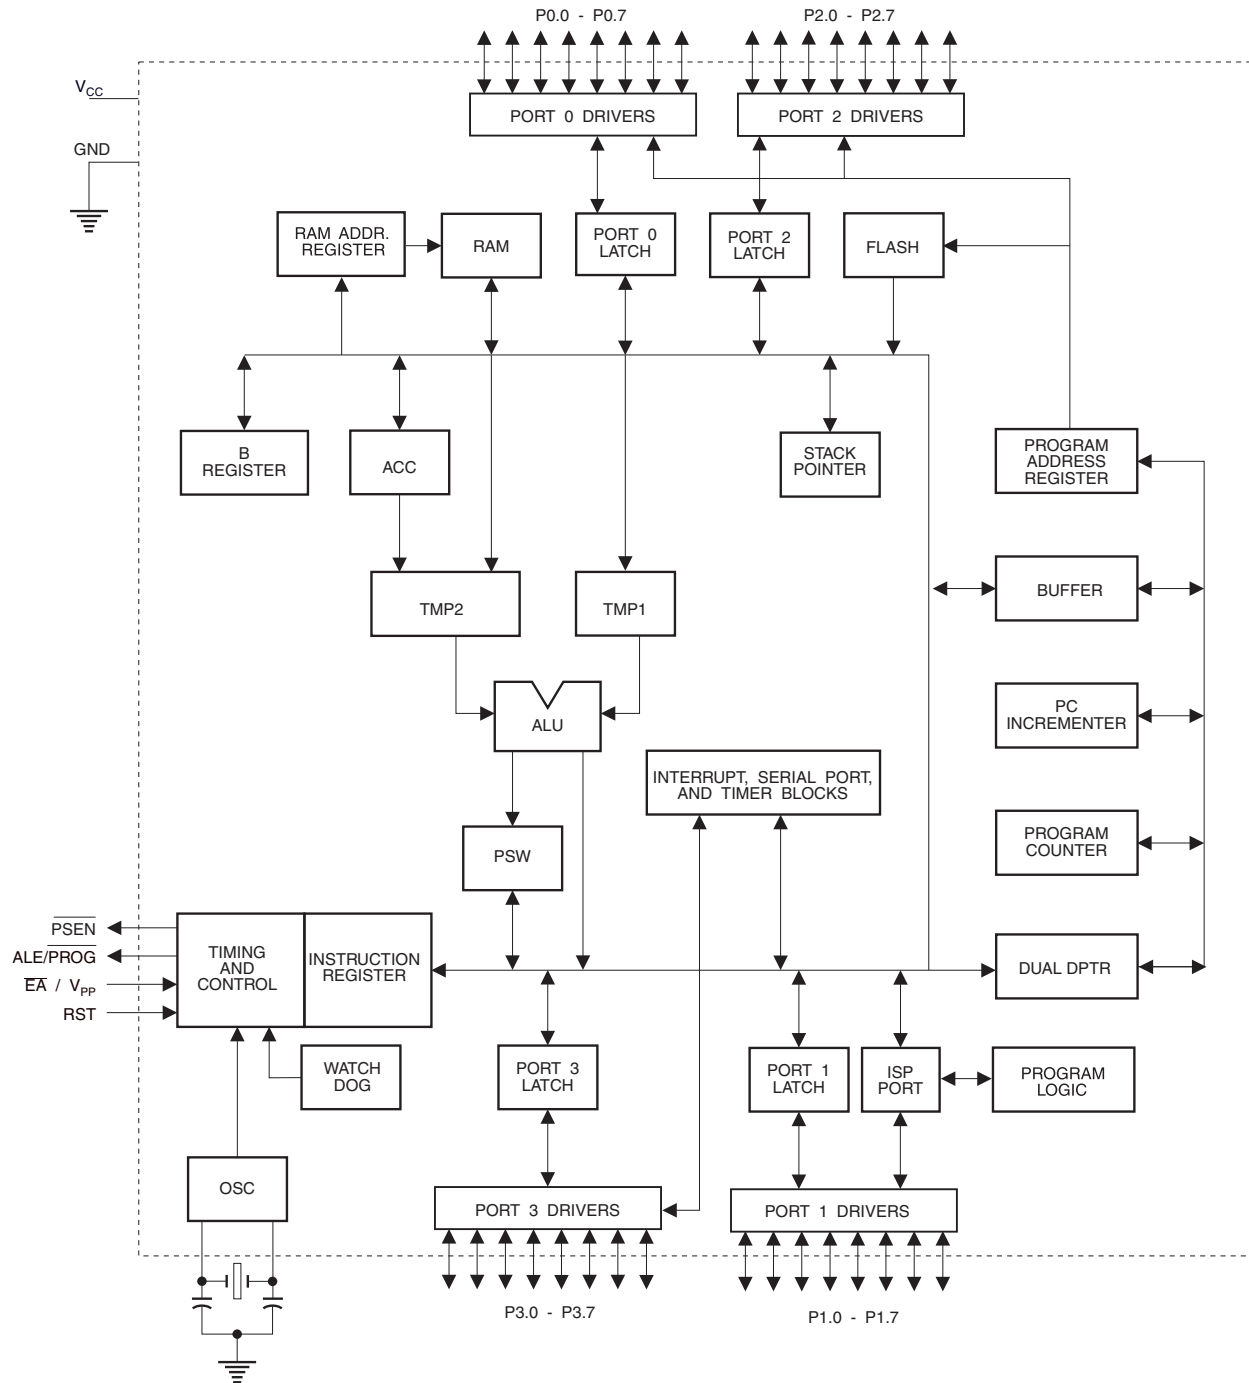 P0.0 - P0.7
P2.0 - P2.7
VCC
PORT 0 DRIVERS
PORT 2 DRIVERS
GND
RAM ADDR.
REGISTER
RAM
PORT 0
LATCH
PORT 2
LATCH
FLASH
B
REGISTER
ACC
STACK
POINTER
PROGRAM
ADDRESS
REGISTER
TMP2
TMP1
BUFFER
ALU
PC
INCREMENTER
INTERRUPT, SERIAL PORT,
AND TIMER BLOCKS
PSW
PROGRAM
COUNTER
PSEN
ALE/PROG
EA / VPP
RST
TIMING
AND
CONTROL
INSTRUCTION
REGISTER
DUAL DPTR
WATCH
DOG
PORT 3
LATCH
PORT 1
LATCH
ISP
PORT
PROGRAM
LOGIC
OSC
PORT 3 DRIVERS
PORT 1 DRIVERS
P3.0 - P3.7
P1.0 - P1.7